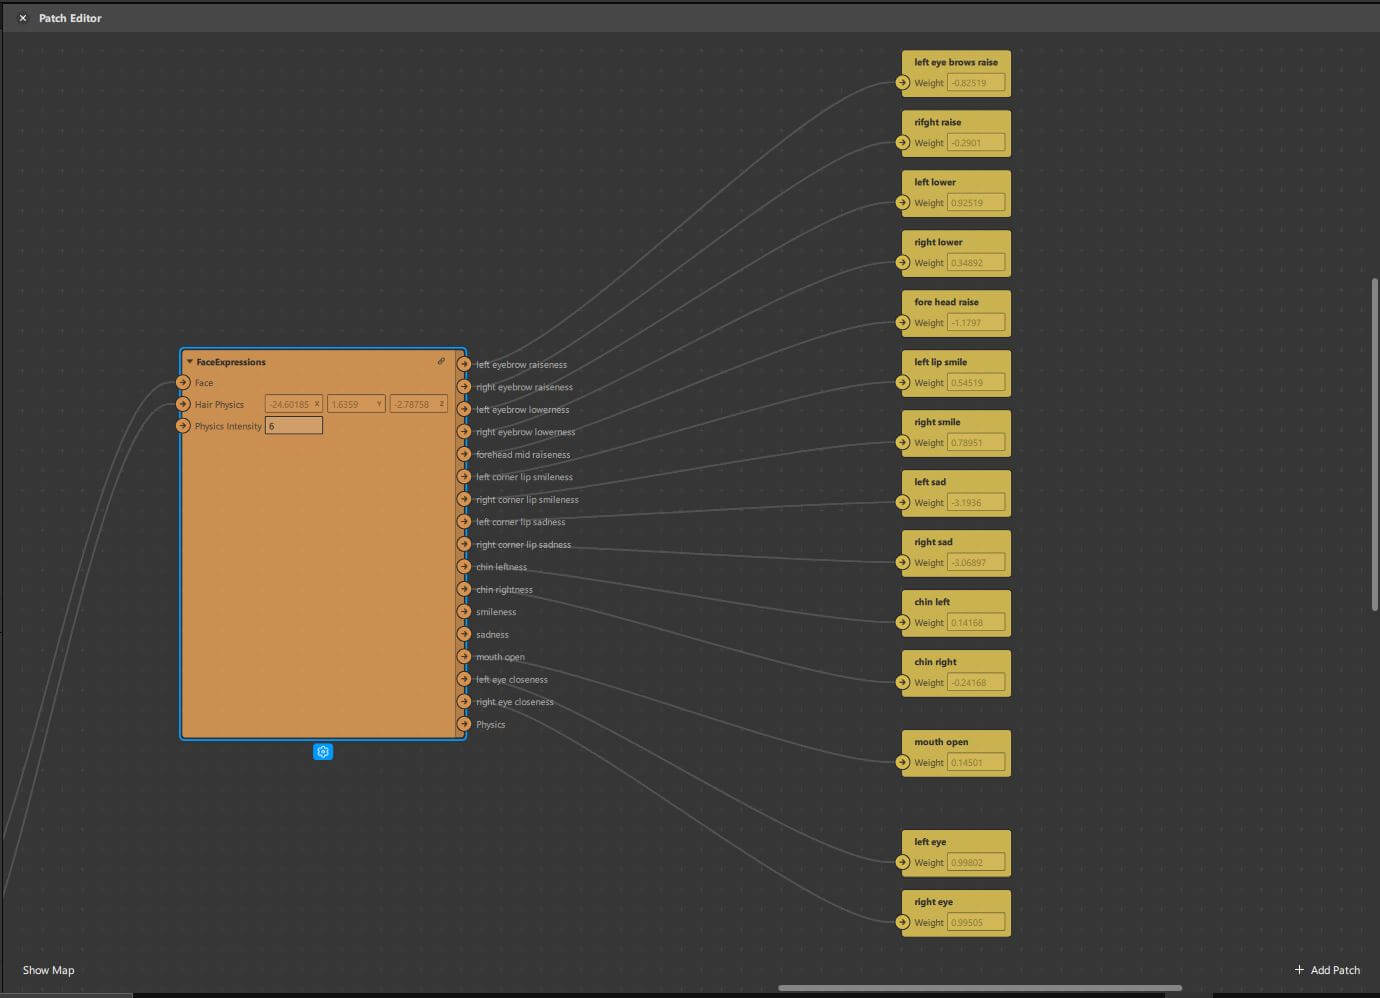 Patch Editor
left eye brows raise
Weight -0.82519
rifght raise
Weight -0.2901
left lower
Weight 0.92519
right lower
Weight 0.34892
fore head raise
Weight -1.1797
left lip smile
Weight 0.54519
right smile
Weight 0.78951
left sad
Weight -3.1936
right sad
Weight -3.06897
chin left
Weight 0.14168
chin right
Weight -0.24168
mouth open
Weight 0.14501
left eye
Weight 0.99802
right eye
Weight 0.99505
FaceExpressions
Face
Hair Physics -24.60185 X 1.6359 Y -2.78758 Z
Physics Intensity 6
left eyebrow raiseness
right eyebrow raiseness
left eyebrow lowerness
right eyebrow lowerness
forehead mid raiseness
left corner lip smileness
right corner lip smileness
left corner lip sadness
right corner lip sadness
chin leftness
chin rightness
smileness
sadness
mouth open
left eye closeness
right eye closeness
Physics
Show Map
+ Add Patch